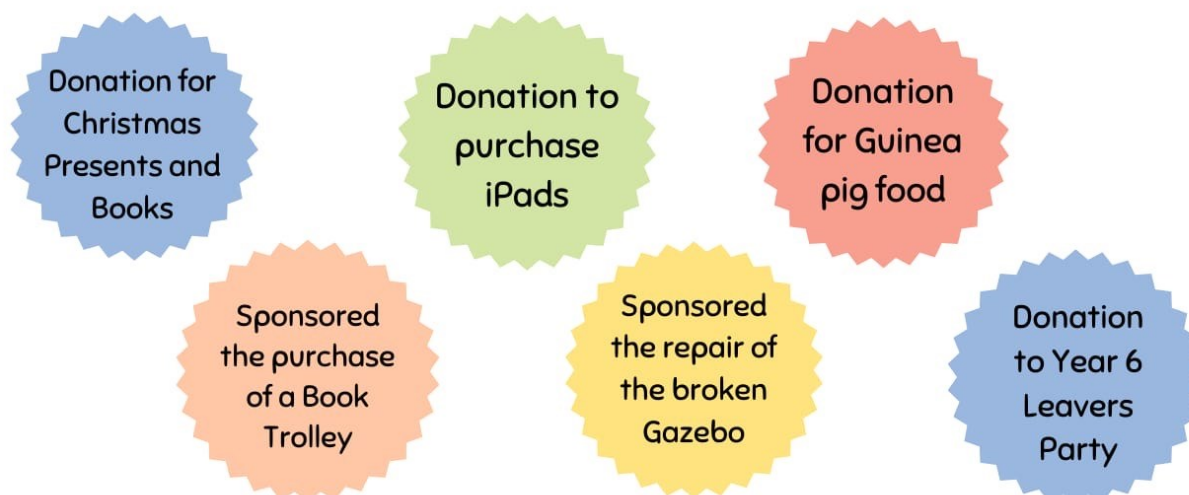 Donation for
Christmas
Presents and
Books
Donation to
purchase
iPads
Donation
for Guinea
pig food
Sponsored
the purchase
of a Book
Trolley
Sponsored
the repair of
the broken
Gazebo
Donation
to Year 6
Leavers
Party